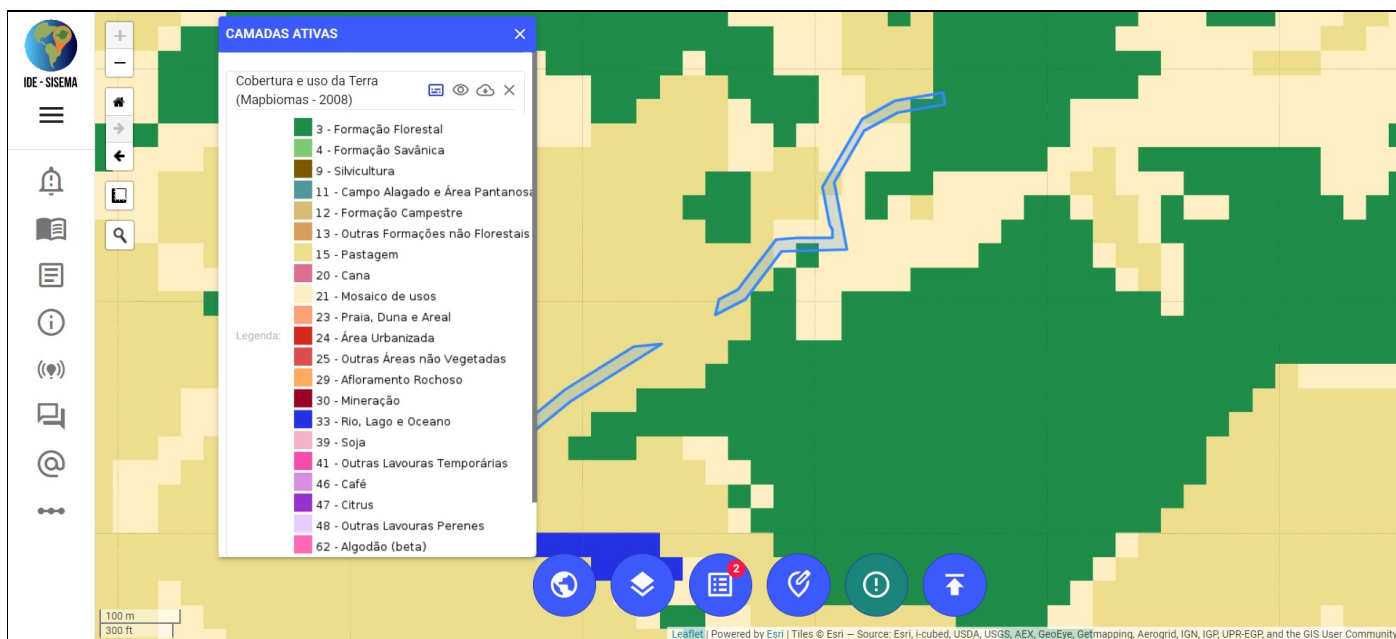 IDE - SISEMA
+
−
CAMADAS ATIVAS
Cobertura e uso da Terra
(Mapbiomas - 2008)
Legenda:
3 - Formação Florestal
4 - Formação Savânica
9 - Silvicultura
11 - Campo Alagado e Área Pantanosa
12 - Formação Campestre
13 - Outras Formações não Florestais
15 - Pastagem
20 - Cana
21 - Mosaico de usos
23 - Praia, Duna e Areal
24 - Área Urbanizada
25 - Outras Áreas não Vegetadas
29 - Afloramento Rochoso
30 - Mineração
33 - Rio, Lago e Oceano
39 - Soja
41 - Outras Lavouras Temporárias
46 - Café
47 - Citrus
48 - Outras Lavouras Perenes
62 - Algodão (beta)
2
100 m
300 ft
Leaflet | Powered by Esri | Tiles © Esri — Source: Esri, i-cubed, USDA, USGS, AEX, GeoEye, Getmapping, Aerogrid, IGN, IGP, UPR-EGP, and the GIS User Community